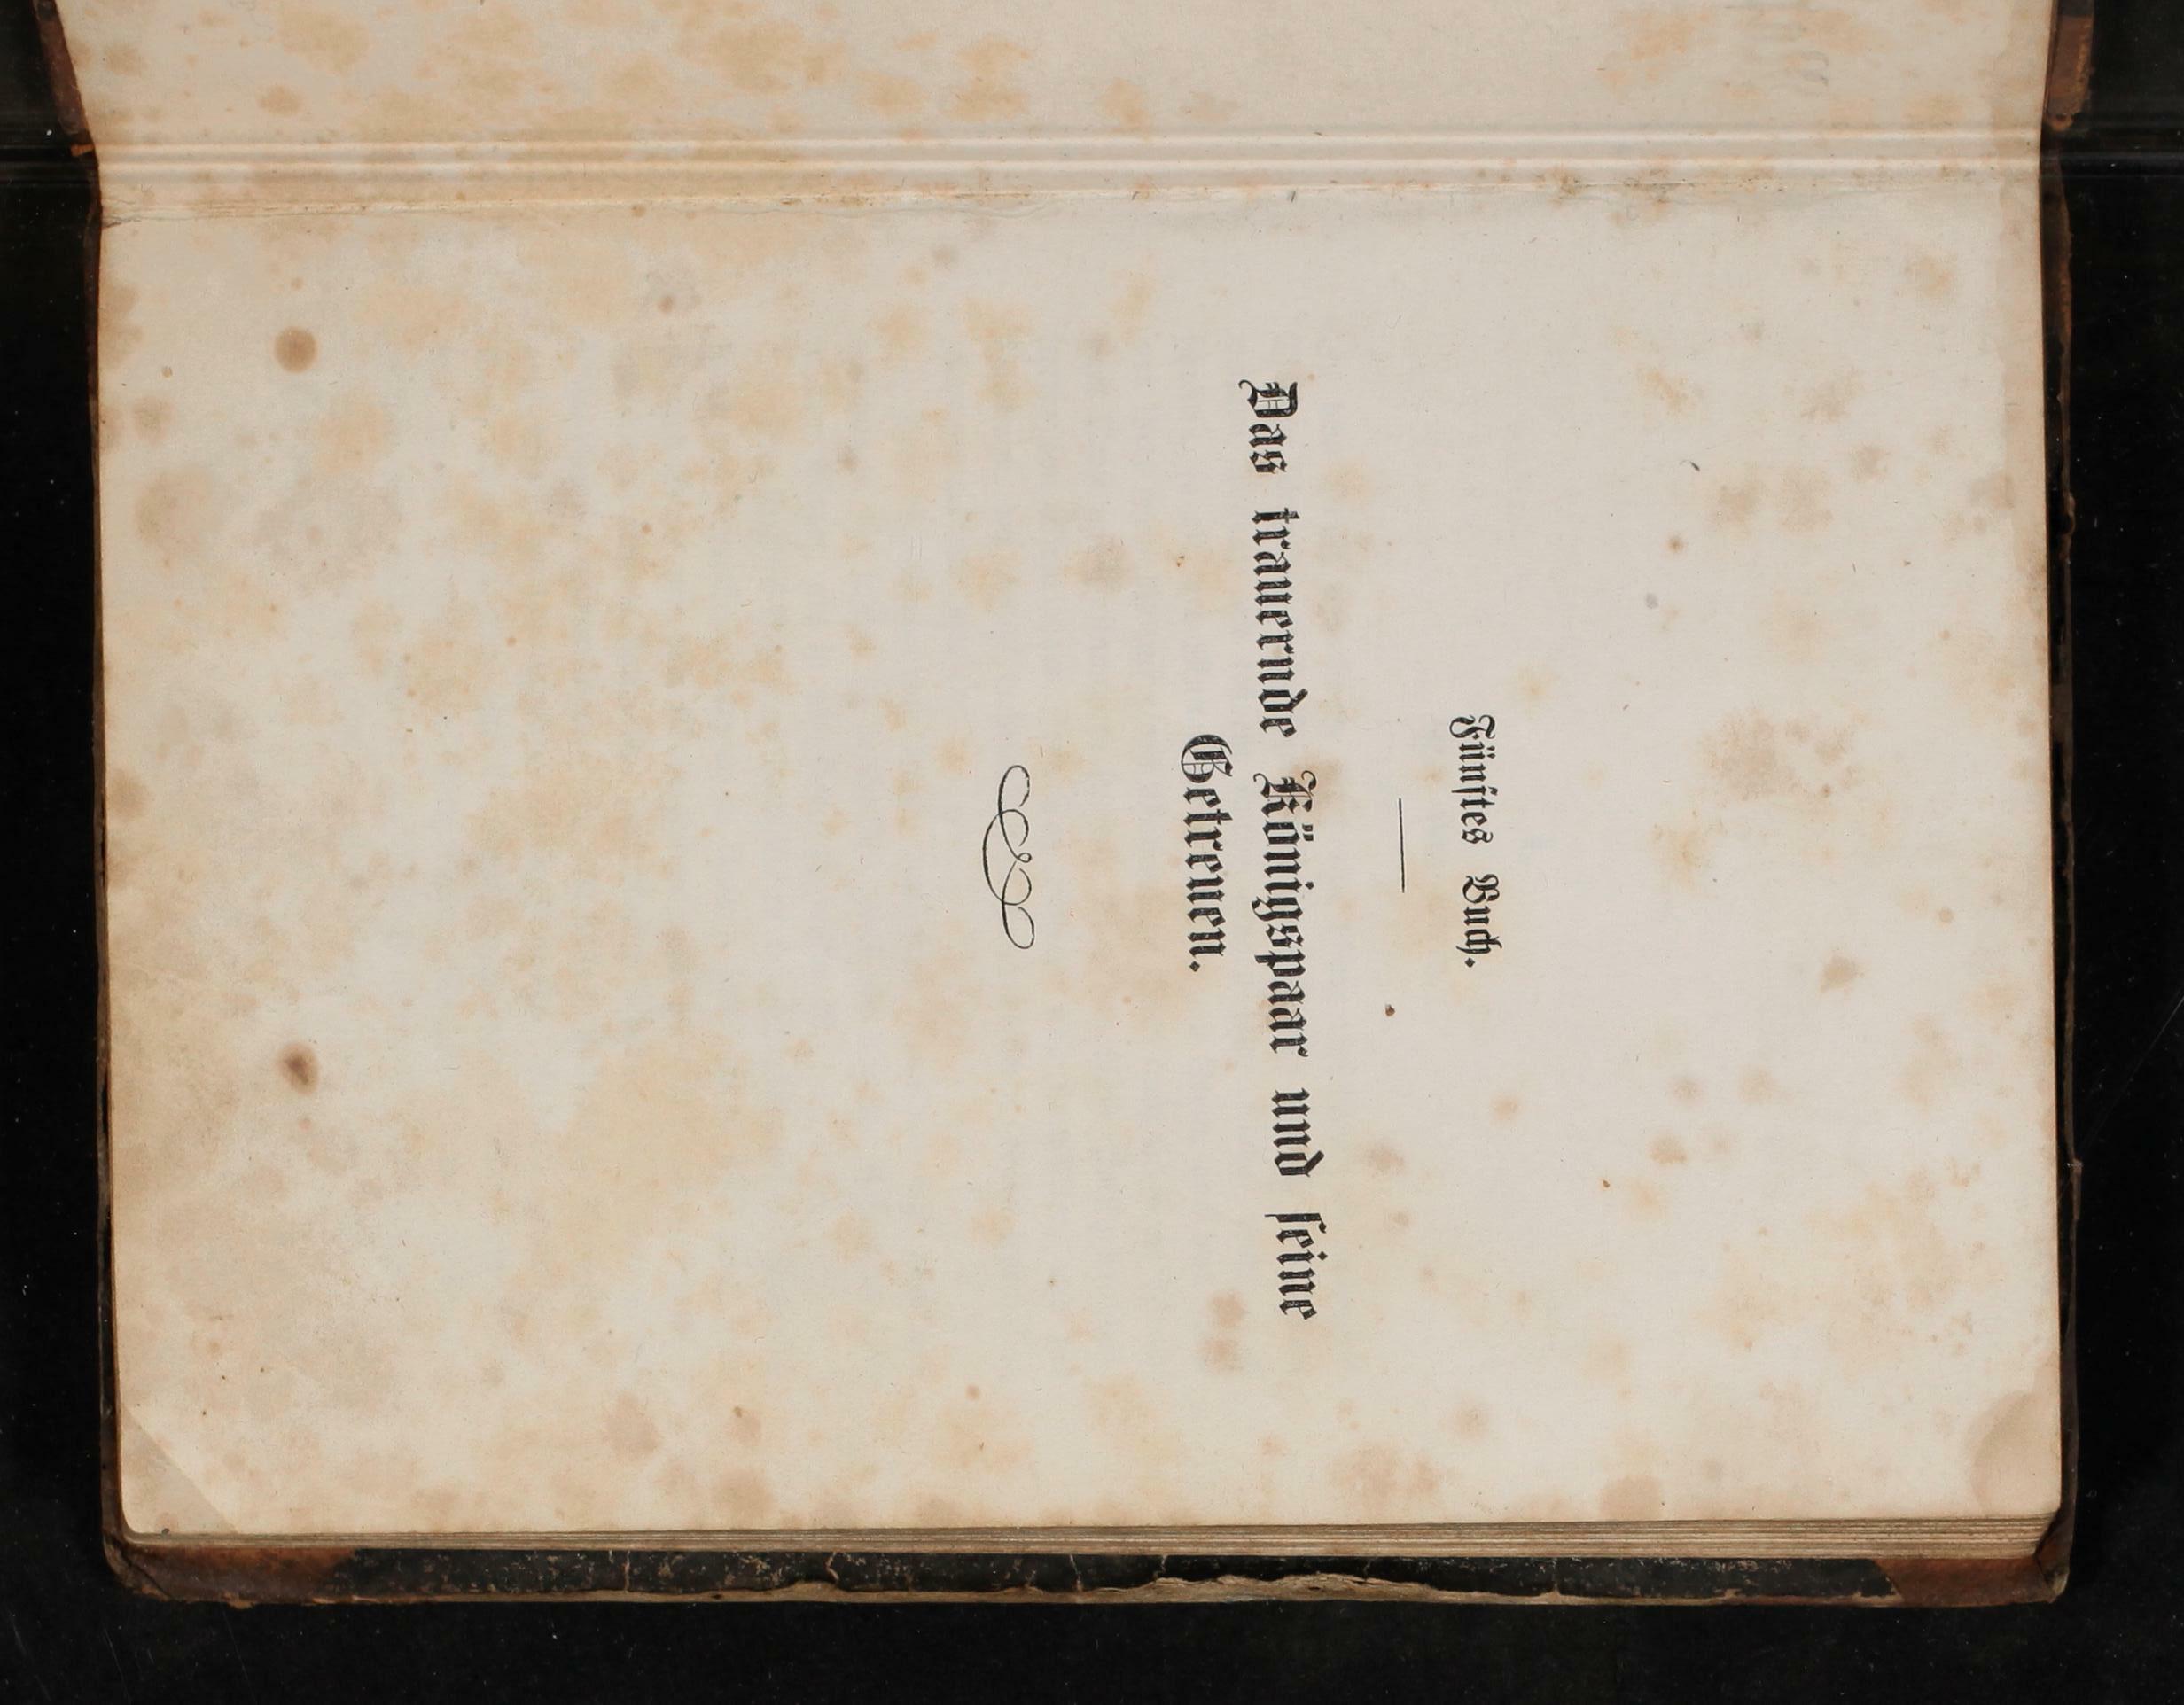 Fünftes Buch.
Das trauernde Königspaar und seine
Getreuen.